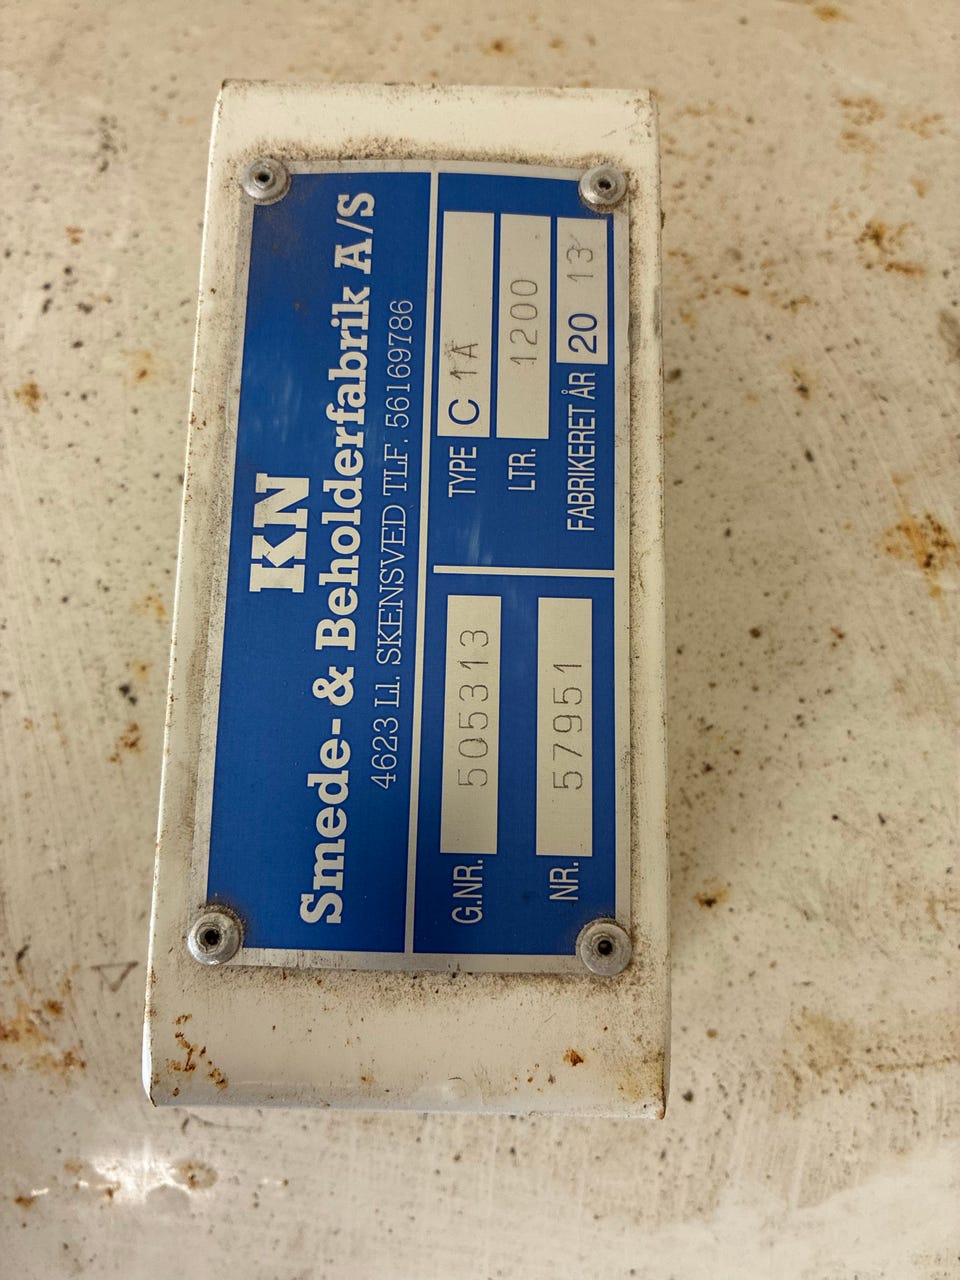 KN
Smede- & Beholderfabrik A/S
4623 Ll. SKENSVED TLF. 56169786
G.NR. 505313
NR. 57951
TYPE C 1A
LTR. 1200
FABRIKERET ÅR 20 13